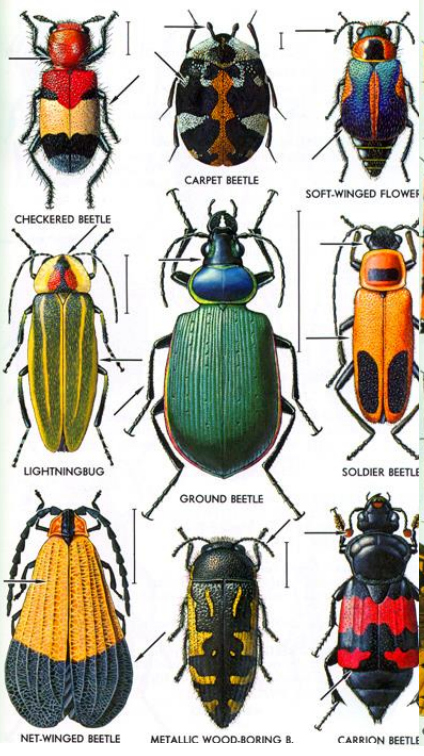 CHECKERED BEETLE
CARPET BEETLE
SOFT-WINGED FLOWER
LIGHTNINGBUG
GROUND BEETLE
SOLDIER BEETLE
NET-WINGED BEETLE
METALLIC WOOD-BORING B.
CARRION BEETLE